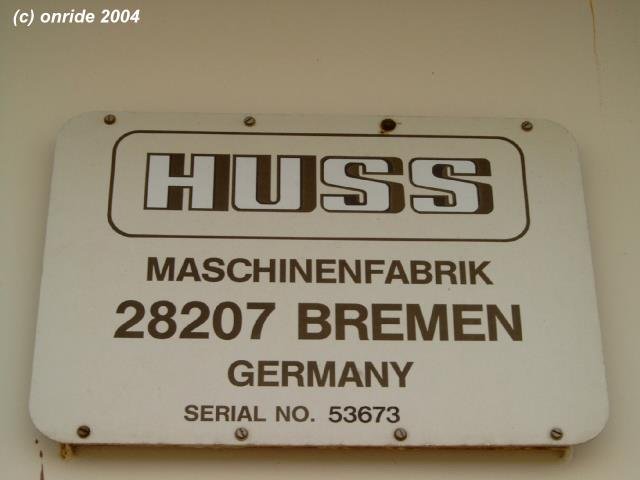 (c) onride 2004
HUSS
MASCHINENFABRIK
28207 BREMEN
GERMANY
SERIAL NO. 53673